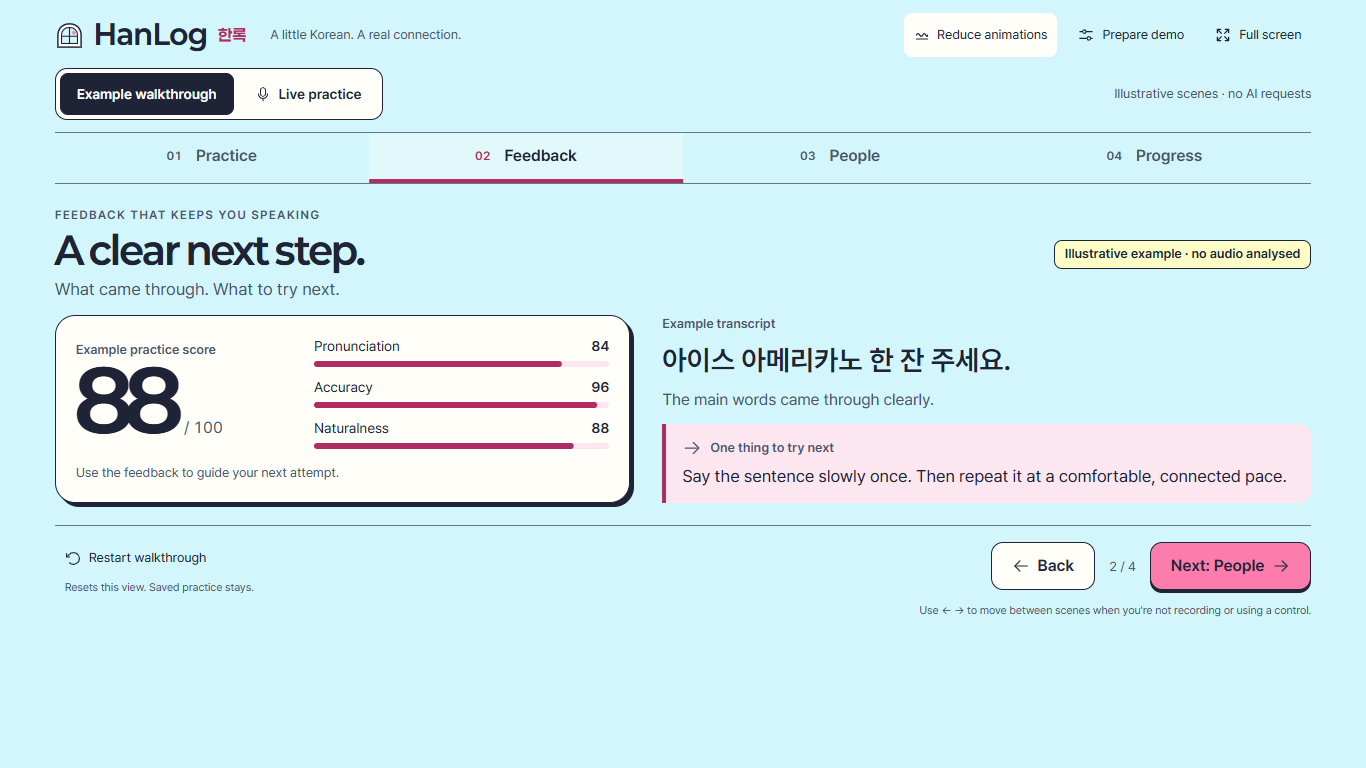 HanLog 한록
A little Korean. A real connection.
Reduce animations
Prepare demo
Full screen
Example walkthrough
Live practice
Illustrative scenes · no AI requests
01 Practice
02 Feedback
03 People
04 Progress
FEEDBACK THAT KEEPS YOU SPEAKING
A clear next step.
What came through. What to try next.
Illustrative example · no audio analysed
Example practice score
88 / 100
Pronunciation 84
Accuracy 96
Naturalness 88
Use the feedback to guide your next attempt.
Example transcript
아이스 아메리카노 한 잔 주세요.
The main words came through clearly.
→ One thing to try next
Say the sentence slowly once. Then repeat it at a comfortable, connected pace.
Restart walkthrough
Resets this view. Saved practice stays.
← Back
2 / 4
Next: People →
Use ← → to move between scenes when you're not recording or using a control.